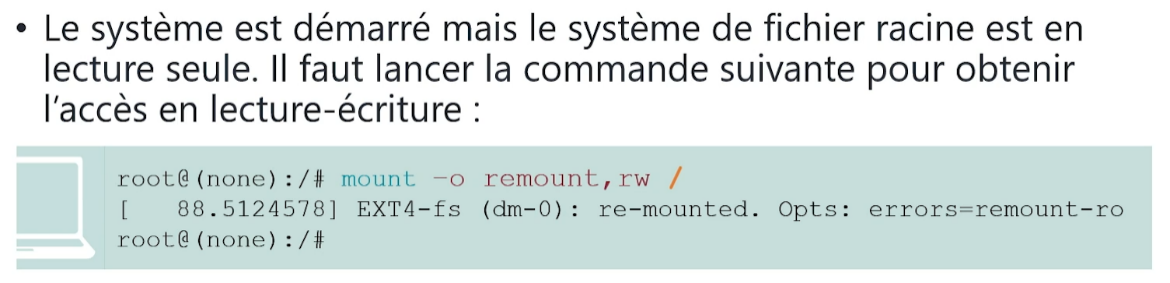 • Le système est démarré mais le système de fichier racine est en
lecture seule. Il faut lancer la commande suivante pour obtenir
l’accès en lecture-écriture :
root@(none):/# mount -o remount,rw /
[   88.5124578] EXT4-fs (dm-0): re-mounted. Opts: errors=remount-ro
root@(none):/#